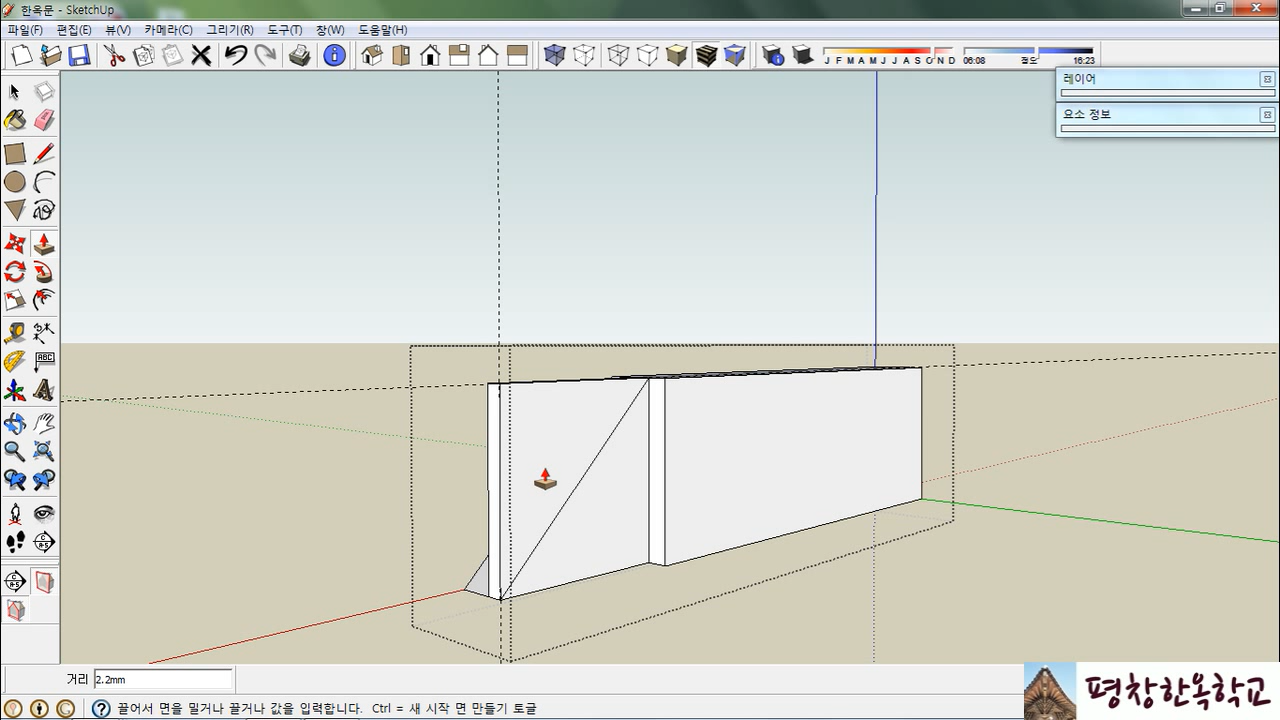 한옥문 - SketchUp
파일(F) 편집(E) 뷰(V) 카메라(C) 그리기(R) 도구(T) 창(W) 도움말(H)
J F M A M J J A S O N D 06:08 정오 16:23
레이어
요소 정보
ABC
거리 2.2mm
끌어서 면을 밀거나 끌거나 값을 입력합니다. Ctrl = 새 시작 면 만들기 토글
평창한옥학교